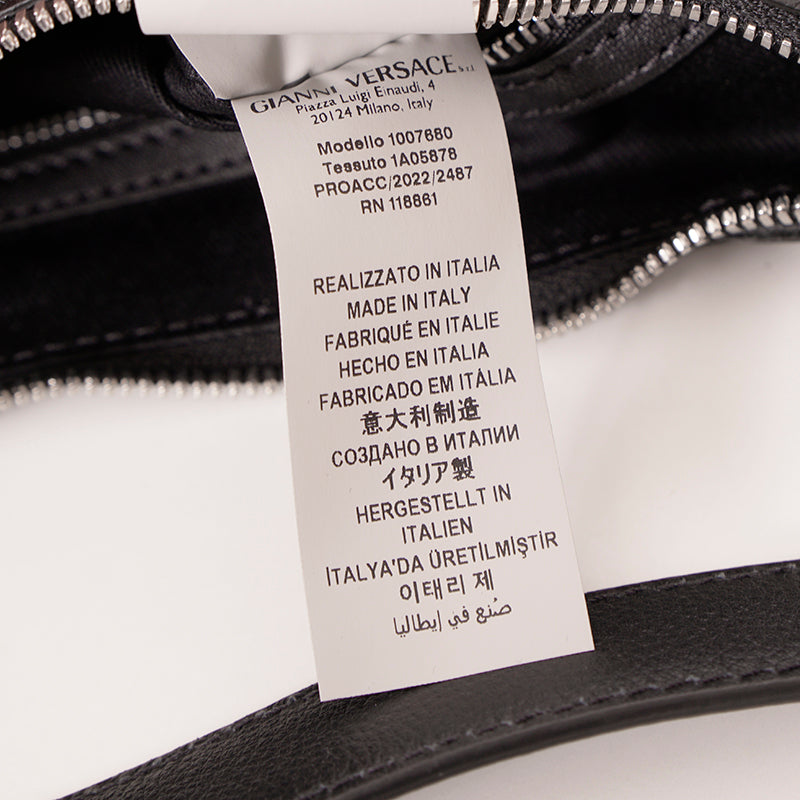 GIANNI VERSACE s.r.l.
Piazza Luigi Einaudi, 4
20124 Milano, Italy
Modello 1007680
Tessuto 1A05878
PROACC/2022/2487
RN 118861
REALIZZATO IN ITALIA
MADE IN ITALY
FABRIQUÉ EN ITALIE
HECHO EN ITALIA
FABRICADO EM ITÁLIA
意大利制造
СОЗДАНО В ИТАЛИИ
イタリア製
HERGESTELLT IN
ITALIEN
İTALYA'DA ÜRETİLMİŞTİR
이태리 제
صُنع في إيطاليا